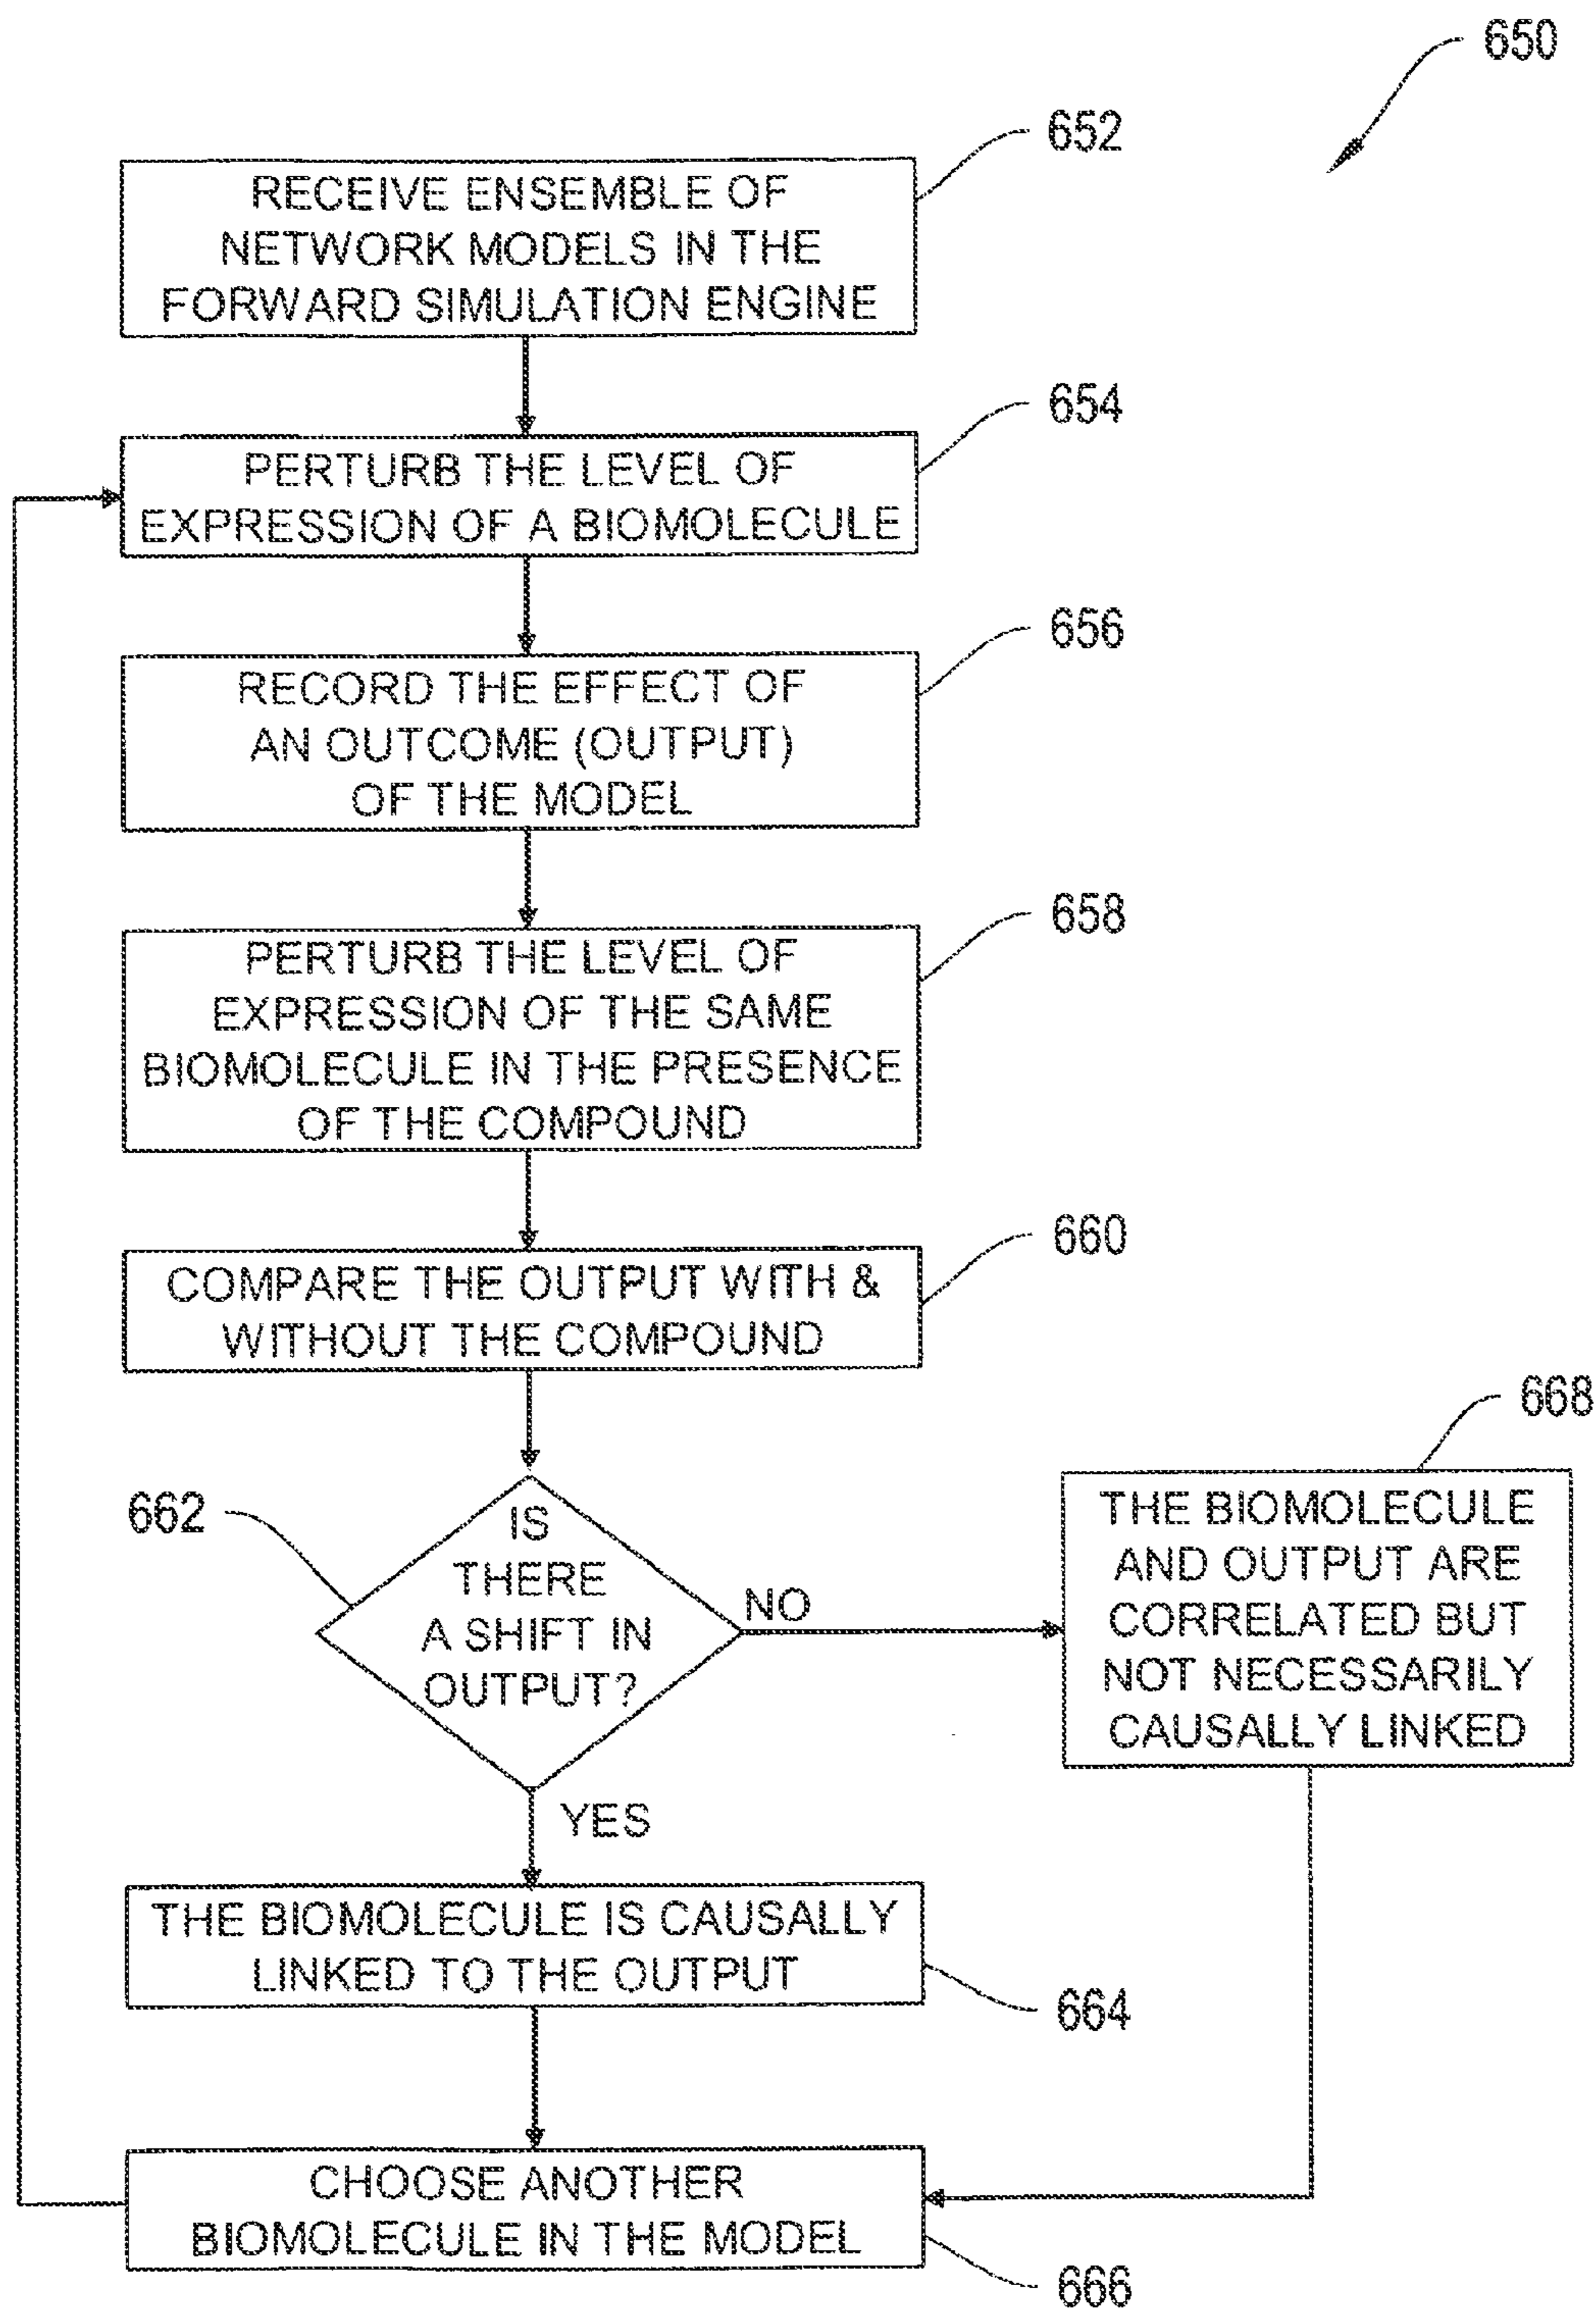 650
652
RECEIVE ENSEMBLE OF
NETWORK MODELS IN THE
FORWARD SIMULATION ENGINE
654
PERTURB THE LEVEL OF
EXPRESSION OF A BIOMOLECULE
656
RECORD THE EFFECT OF
AN OUTCOME (OUTPUT)
OF THE MODEL
658
PERTURB THE LEVEL OF
EXPRESSION OF THE SAME
BIOMOLECULE IN THE PRESENCE
OF THE COMPOUND
660
COMPARE THE OUTPUT WITH &
WITHOUT THE COMPOUND
662
IS
THERE
A SHIFT IN
OUTPUT?
NO
668
THE BIOMOLECULE
AND OUTPUT ARE
CORRELATED BUT
NOT NECESSARILY
CAUSALLY LINKED
YES
THE BIOMOLECULE IS CAUSALLY
LINKED TO THE OUTPUT
664
CHOOSE ANOTHER
BIOMOLECULE IN THE MODEL
666